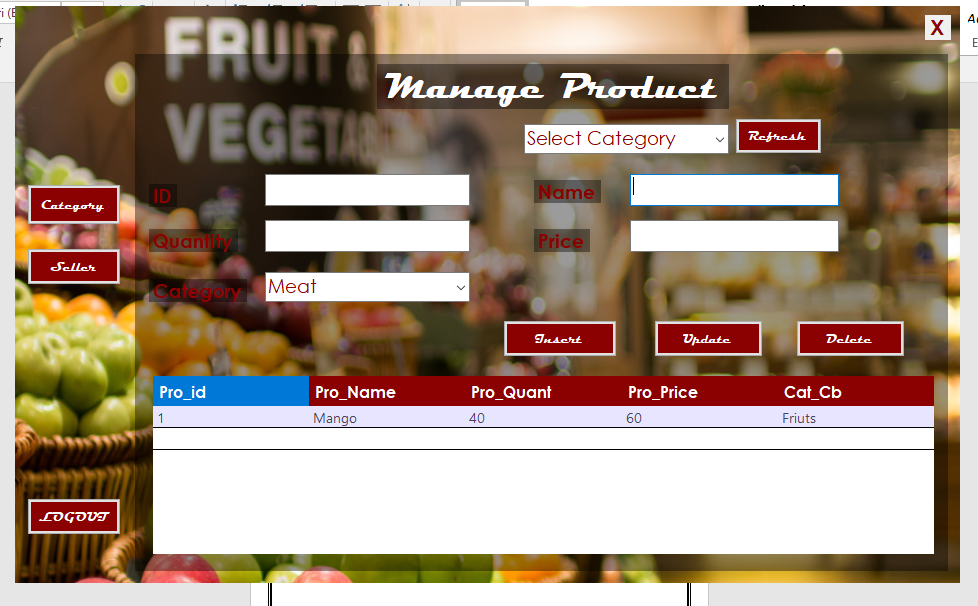 X
FRUIT &
VEGETAB
Manage Product
Select Category
Refresh
ID
Name
Category
Quantity
Price
Seller
Category
Meat
Insert
Update
Delete
Pro_id Pro_Name Pro_Quant Pro_Price Cat_Cb
1 Mango 40 60 Friuts
LOGOUT